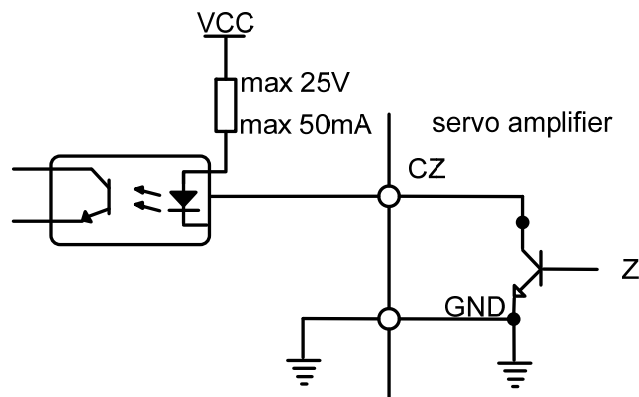 VCC
max 25V
max 50mA
servo amplifier
CZ
Z
GND